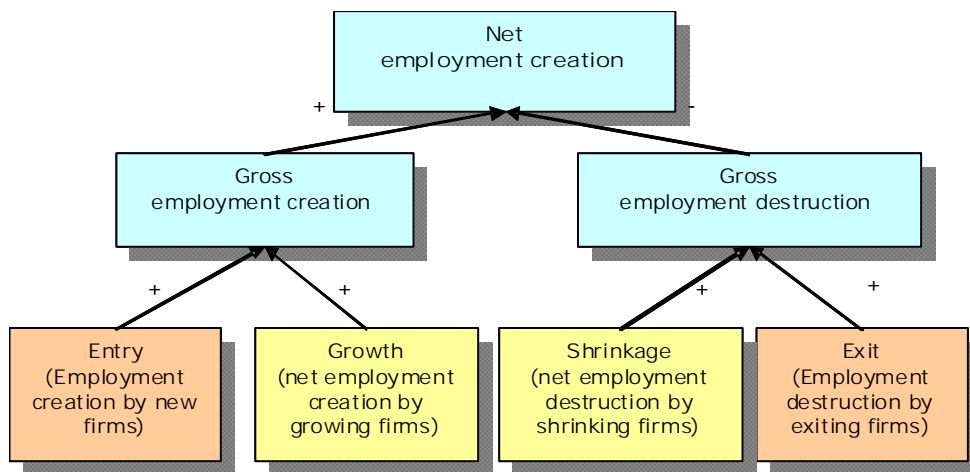 Net
employment creation
+
-
Gross
employment creation
Gross
employment destruction
+
+
+
+
Entry
(Employment
creation by new
firms)
Growth
(net employment
creation by
growing firms)
Shrinkage
(net employment
destruction by
shrinking firms)
Exit
(Employment
destruction by
exiting firms)